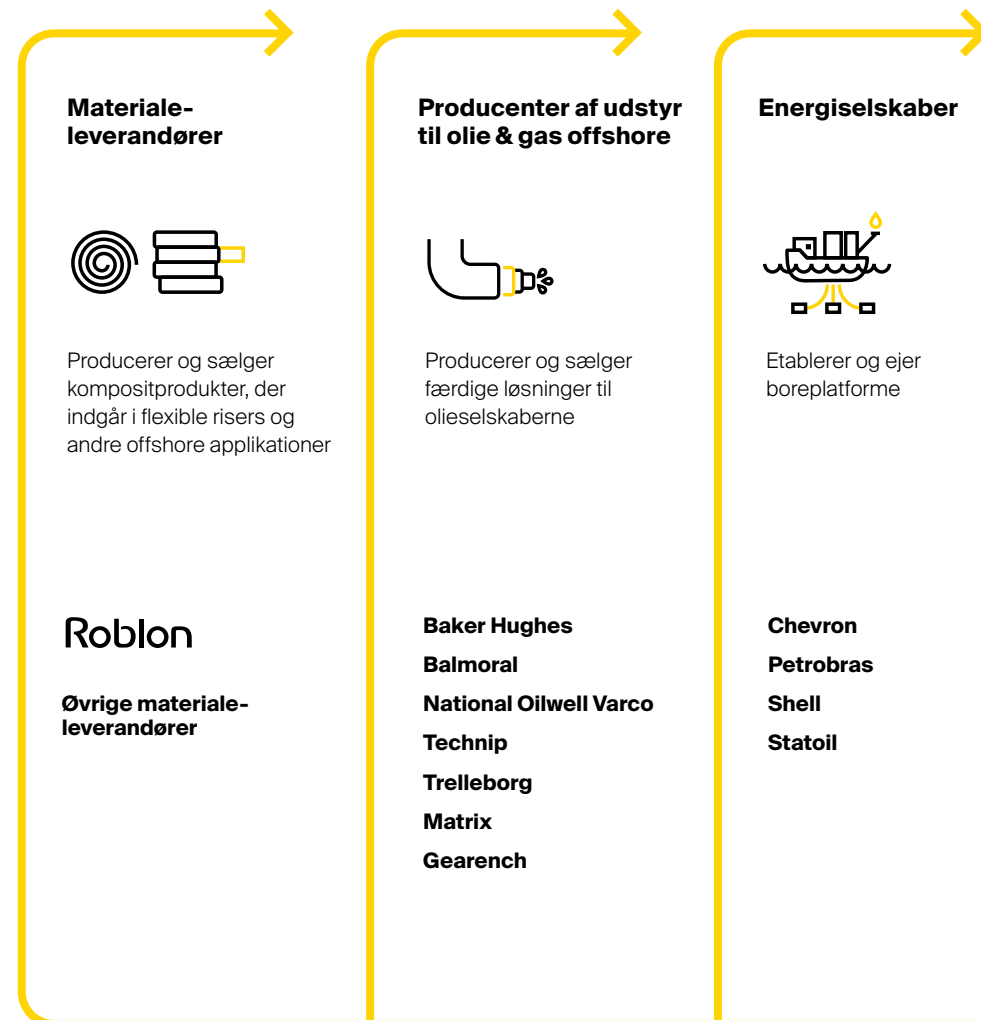 Materiale-
leverandører
Producerer og sælger
kompositprodukter, der
indgår i flexible risers og
andre offshore applikationer
Roblon
Øvrige materiale-
leverandører
Producenter af udstyr
til olie & gas offshore
Producerer og sælger
færdige løsninger til
olieselskaberne
Baker Hughes
Balmoral
National Oilwell Varco
Technip
Trelleborg
Matrix
Gearench
Energiselskaber
Etablerer og ejer
boreplatforme
Chevron
Petrobras
Shell
Statoil